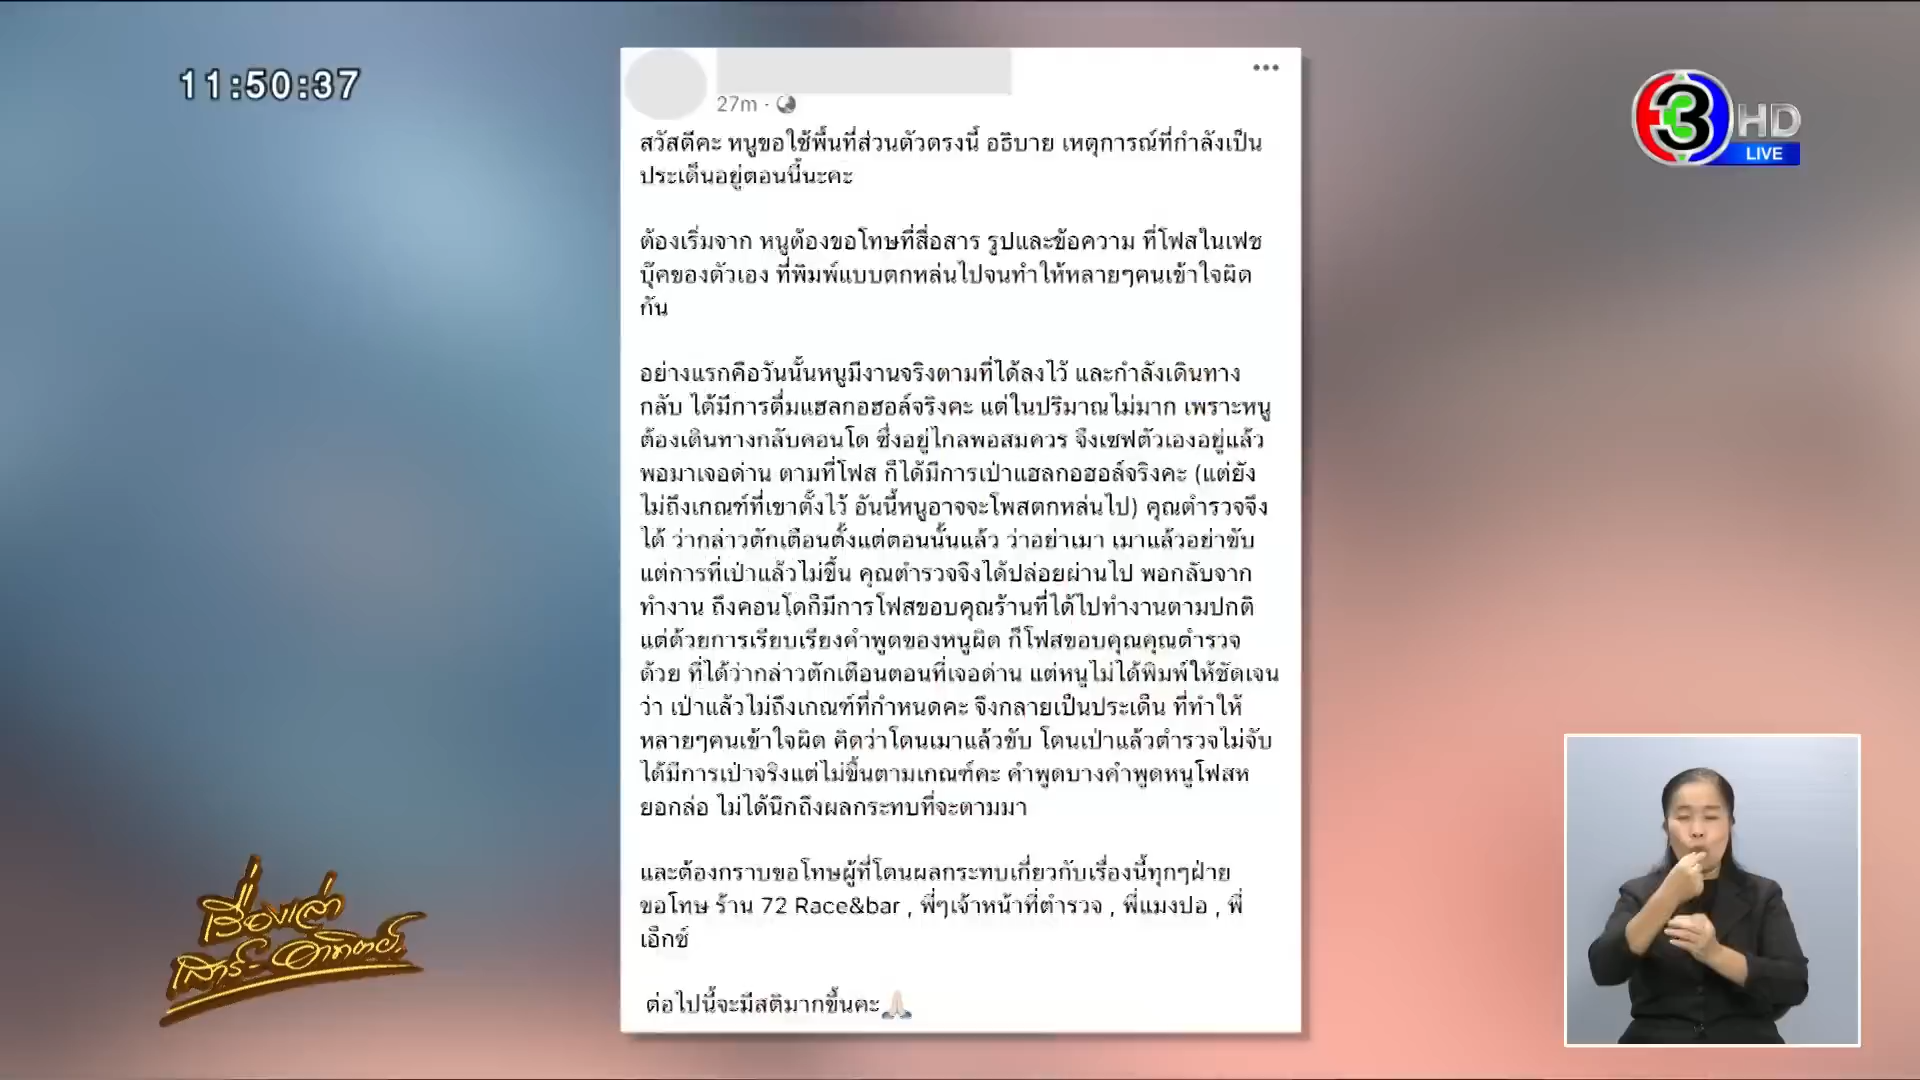 11:50:37
3 HD
LIVE
27m ·
สวัสดีคะ หนูขอใช้พื้นที่ส่วนตัวตรงนี้ อธิบาย เหตุการณ์ที่กำลังเป็น
ประเด็นอยู่ตอนนี้นะคะ
ต้องเริ่มจาก หนูต้องขอโทษที่สื่อสาร รูปและข้อความ ที่โฟสในเฟช
บุ๊คของตัวเอง ที่พิมพ์แบบตกหล่นไปจนทำให้หลายๆคนเข้าใจผิด
กัน
อย่างแรกคือวันนั้นหนูมีงานจริงตามที่ได้ลงไว้ และกำลังเดินทาง
กลับ ได้มีการดื่มแฮลกอฮอล์จริงคะ แต่ในปริมาณไม่มาก เพราะหนู
ต้องเดินทางกลับคอนโด ซึ่งอยู่ไกลพอสมควร จึงเซฟตัวเองอยู่แล้ว
พอมาเจอด่าน ตามที่โฟส ก็ได้มีการเป่าแฮลกอฮอล์จริงคะ (แต่ยัง
ไม่ถึงเกณฑ์ที่เขาตั้งไว้ อันนี้หนูอาจจะโพสตกหล่นไป) คุณตำรวจจึง
ได้ ว่ากล่าวตักเตือนตั้งแต่ตอนนั้นแล้ว ว่าอย่าเมา เมาแล้วอย่าขับ
แต่การที่เป่าแล้วไม่ขึ้น คุณตำรวจจึงได้ปล่อยผ่านไป พอกลับจาก
ทำงาน ถึงคอนโดก็มีการโฟสขอบคุณร้านที่ได้ไปทำงานตามปกติ
แต่ด้วยการเรียบเรียงคำพูดของหนูผิด ก็โฟสขอบคุณคุณตำรวจ
ด้วย ที่ได้ว่ากล่าวตักเตือนตอนที่เจอด่าน แต่หนูไม่ได้พิมพ์ให้ชัดเจน
ว่า เป่าแล้วไม่ถึงเกณฑ์ที่กำหนดคะ จึงกลายเป็นประเด็น ที่ทำให้
หลายๆคนเข้าใจผิด คิดว่าโดนเมาแล้วขับ โดนเป่าแล้วตำรวจไม่จับ
ได้มีการเป่าจริงแต่ไม่ขึ้นตามเกณฑ์คะ คำพูดบางคำพูดหนูโฟสห
ยอกล่อ ไม่ได้นึกถึงผลกระทบที่จะตามมา
และต้องกราบขอโทษผู้ที่โดนผลกระทบเกี่ยวกับเรื่องนี้ทุกๆฝ่าย
ขอโทษ ร้าน 72 Race&bar , พี่ๆเจ้าหน้าที่ตำรวจ , พี่แมงปอ , พี่
เอ็กซ์
ต่อไปนี้จะมีสติมากขึ้นคะ🙏🏻
เรื่องเล่า
เสาร์-อาทิตย์